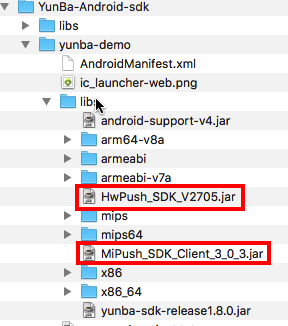 YunBa-Android-sdk
libs
yunba-demo
AndroidManifest.xml
ic_launcher-web.png
libs
android-support-v4.jar
arm64-v8a
armeabi
armeabi-v7a
HwPush_SDK_V2705.jar
mips
mips64
MiPush_SDK_Client_3_0_3.jar
x86
x86_64
yunba-sdk-release1.8.0.jar